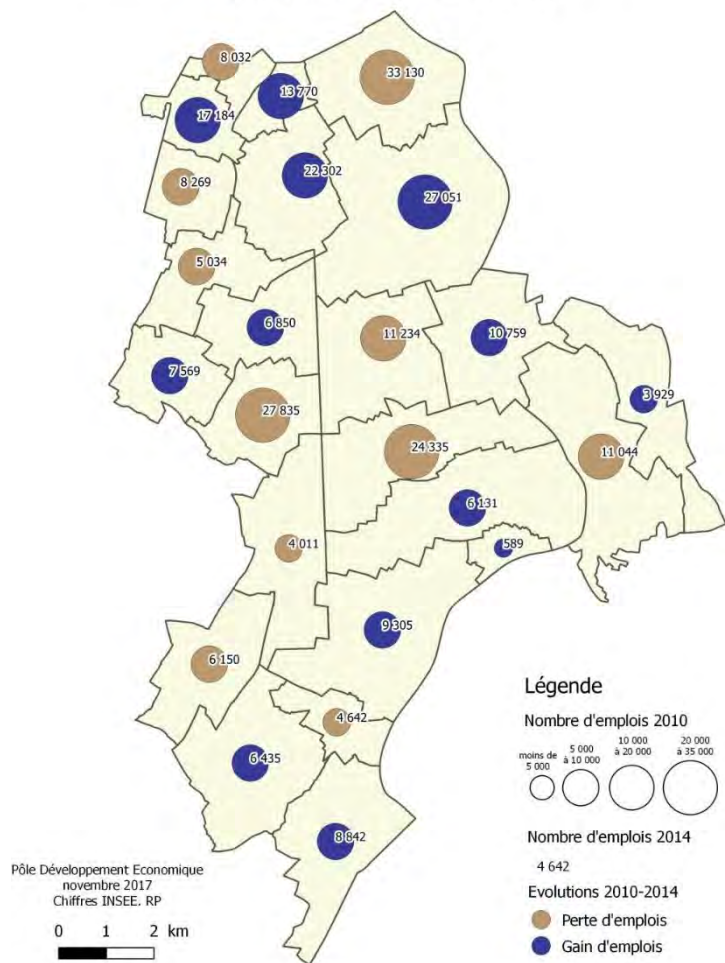 8 032
33 130
13 770
17 184
22 302
8 269
27 051
5 034
6 850
11 234
10 759
7 569
3 929
27 835
24 335
11 044
6 131
4 011
589
9 305
6 150
4 642
6 435
8 842
Légende
Nombre d'emplois 2010
moins de
5 000
5 000
à 10 000
10 000
à 20 000
20 000
à 35 000
Nombre d'emplois 2014
4 642
Evolutions 2010-2014
Perte d'emplois
Gain d'emplois
Pôle Développement Economique
novembre 2017
Chiffres INSEE. RP
0 1 2 km